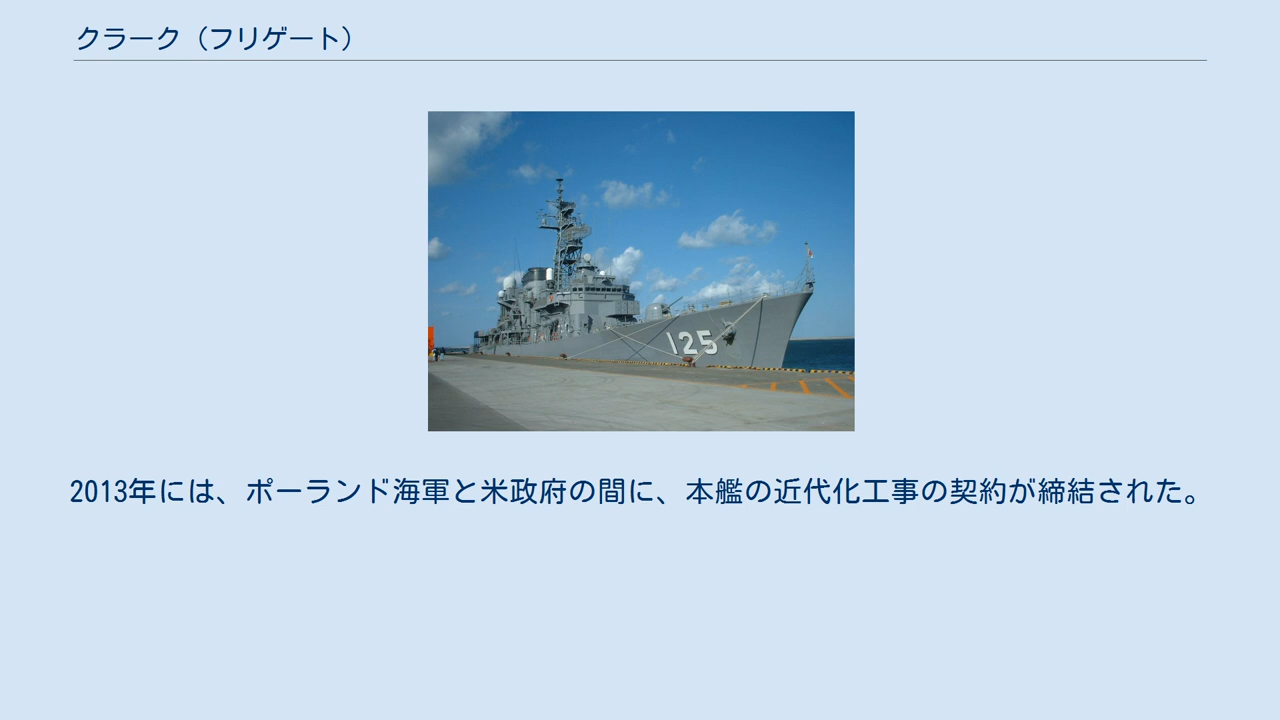 クラーク（フリゲート）
125
2013年には、ポーランド海軍と米政府の間に、本艦の近代化工事の契約が締結された。